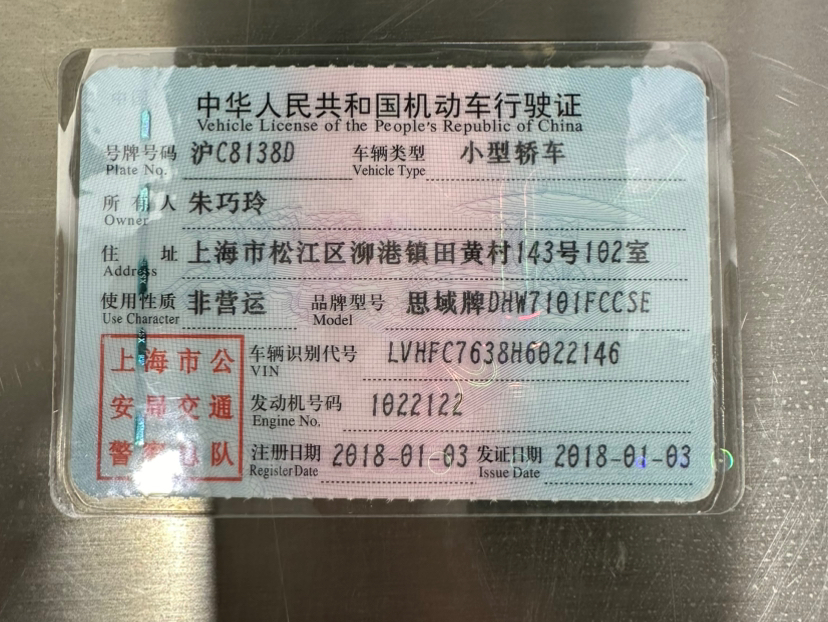 中华人民共和国机动车行驶证
Vehicle License of the People's Republic of China
号牌号码 沪C8138D 车辆类型 小型轿车
Plate No. Vehicle Type
所有人 朱巧玲
Owner
住址 上海市松江区泖港镇田黄村143号102室
Address
使用性质 非营运 品牌型号 思域牌DHW7101FCCSE
Use Character Model
上海市公 车辆识别代号 LVHFC7638H6022146
VIN
安局交通 发动机号码 1022122
Engine No.
警察总队 注册日期 2018-01-03 发证日期 2018-01-03
Register Date Issue Date